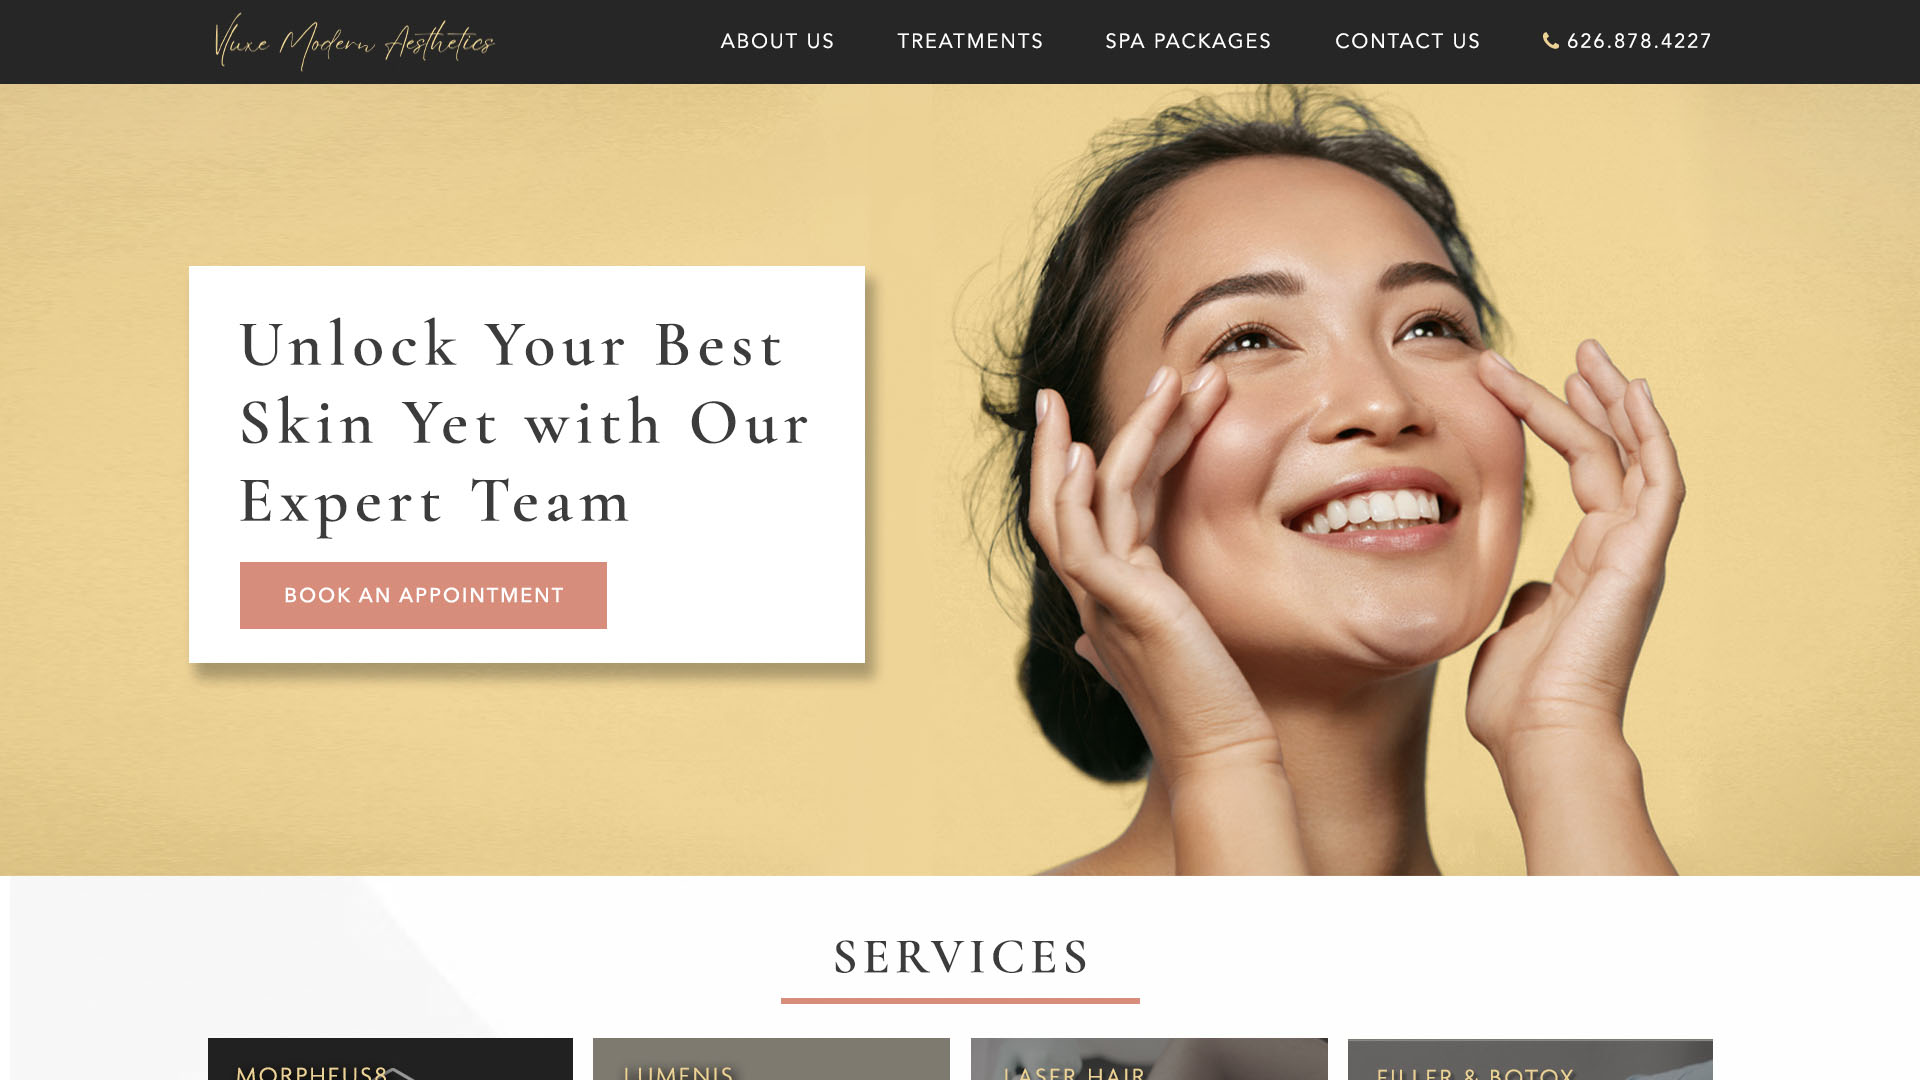 Vluxe Modern Aesthetics
ABOUT US
TREATMENTS
SPA PACKAGES
CONTACT US
626.878.4227
Unlock Your Best
Skin Yet with Our
Expert Team
BOOK AN APPOINTMENT
SERVICES
MORPHEUS8
LUMENIS
LASER HAIR
FILLER & BOTOX